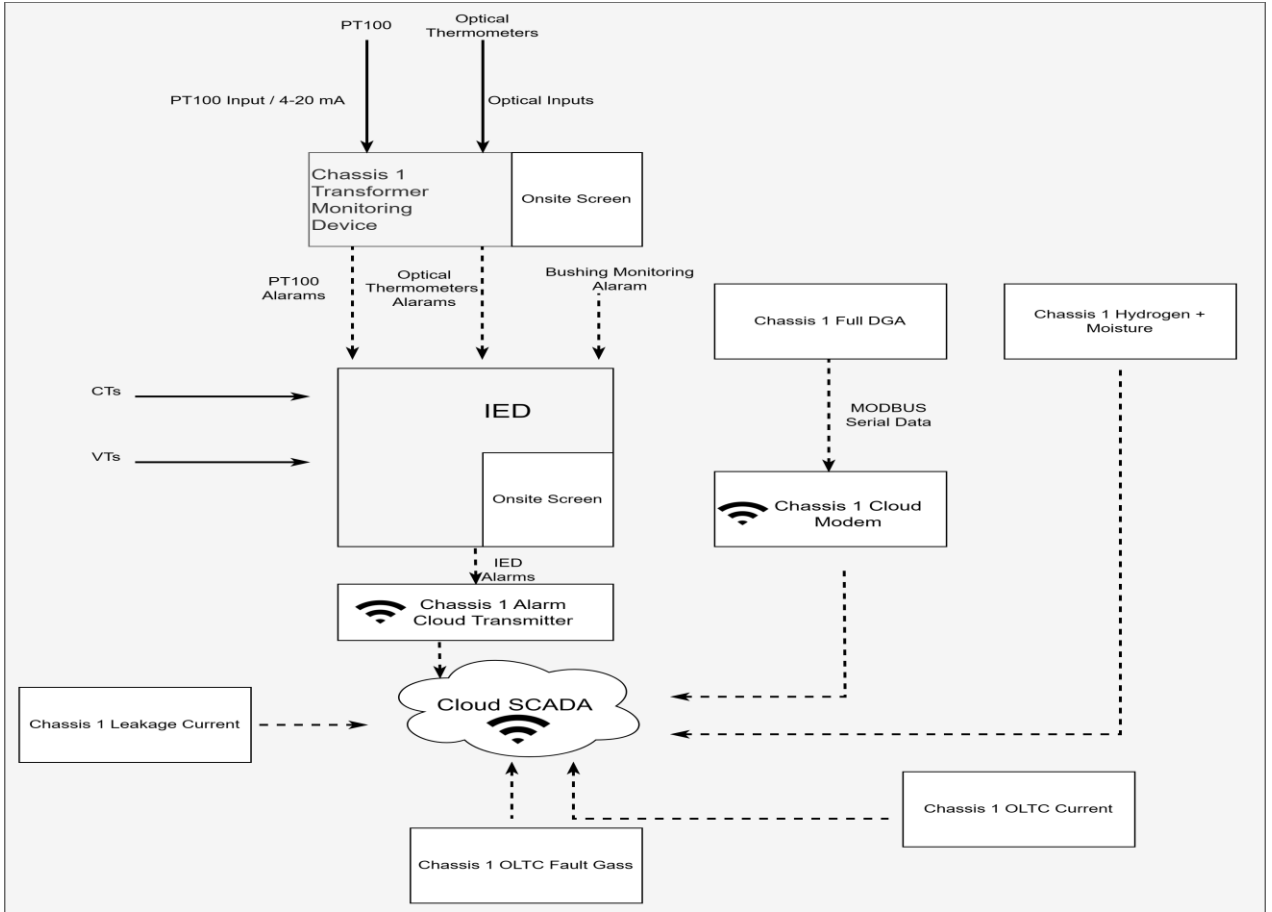 PT100
Optical
Thermometers
PT100 Input / 4-20 mA
Optical Inputs
Chassis 1
Transformer
Monitoring
Device
Onsite Screen
PT100
Alarams
Optical
Thermometers
Alarams
Bushing Monitoring
Alaram
Chassis 1 Full DGA
Chassis 1 Hydrogen +
Moisture
CTs
IED
MODBUS
Serial Data
VTs
Onsite Screen
Chassis 1 Cloud
Modem
IED
Alarms
Chassis 1 Alarm
Cloud Transmitter
Cloud SCADA
Chassis 1 Leakage Current
Chassis 1 OLTC Current
Chassis 1 OLTC Fault Gass